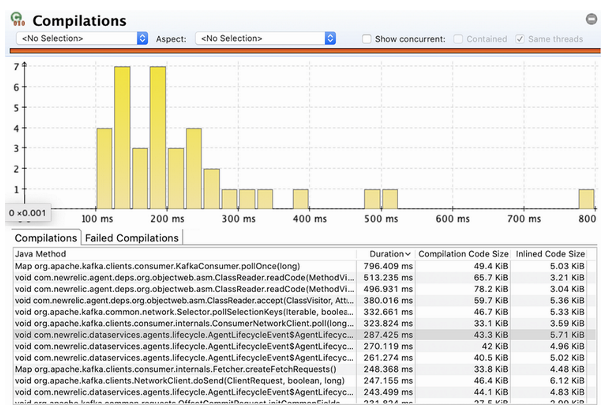 Compilations
<No Selection> Aspect: <No Selection> Show concurrent: Contained Same threads
7
6
5
4
3
2
1
0 ×0.001
100 ms 200 ms 300 ms 400 ms 500 ms 600 ms 700 ms 800 ms
Compilations Failed Compilations
Java Method Duration ms Compilation Code Size Inlined Code Size
Map org.apache.kafka.clients.consumer.KafkaConsumer.pollOnce(long) 796.409 ms 49.4 KiB 5.03 KiB
void com.newrelic.agent.deps.org.objectweb.asm.ClassReader.readCode(MethodVi... 513.235 ms 65.7 KiB 3.21 KiB
void com.newrelic.agent.deps.org.objectweb.asm.ClassReader.readCode(MethodVi... 496.931 ms 78.2 KiB 3.04 KiB
void com.newrelic.agent.deps.org.objectweb.asm.ClassReader.accept(ClassVisitor, Att... 380.016 ms 59.7 KiB 5.36 KiB
void org.apache.kafka.common.network.Selector.pollSelectionKeys(Iterable, boolea... 332.661 ms 46.7 KiB 5.33 KiB
void org.apache.kafka.clients.consumer.internals.ConsumerNetworkClient.poll(long... 323.824 ms 33.1 KiB 3.59 KiB
void com.newrelic.dataservices.agents.lifecycle.AgentLifecycleEvent$AgentLifecyc... 287.425 ms 43.3 KiB 5.71 KiB
void com.newrelic.dataservices.agents.lifecycle.AgentLifecycleEvent$AgentLifecyc... 270.119 ms 42 KiB 4.96 KiB
void com.newrelic.dataservices.agents.lifecycle.AgentLifecycleEvent$AgentLifecyc... 261.274 ms 40.5 KiB 5.02 KiB
Map org.apache.kafka.clients.consumer.internals.Fetcher.createFetchRequests() 248.368 ms 33.8 KiB 4.48 KiB
void org.apache.kafka.clients.NetworkClient.doSend(ClientRequest, boolean, long) 247.155 ms 46.4 KiB 6.12 KiB
void com.newrelic.dataservices.agents.lifecycle.AgentLifecycleEvent$AgentLifecyc... 243.499 ms 44.1 KiB 4.83 KiB